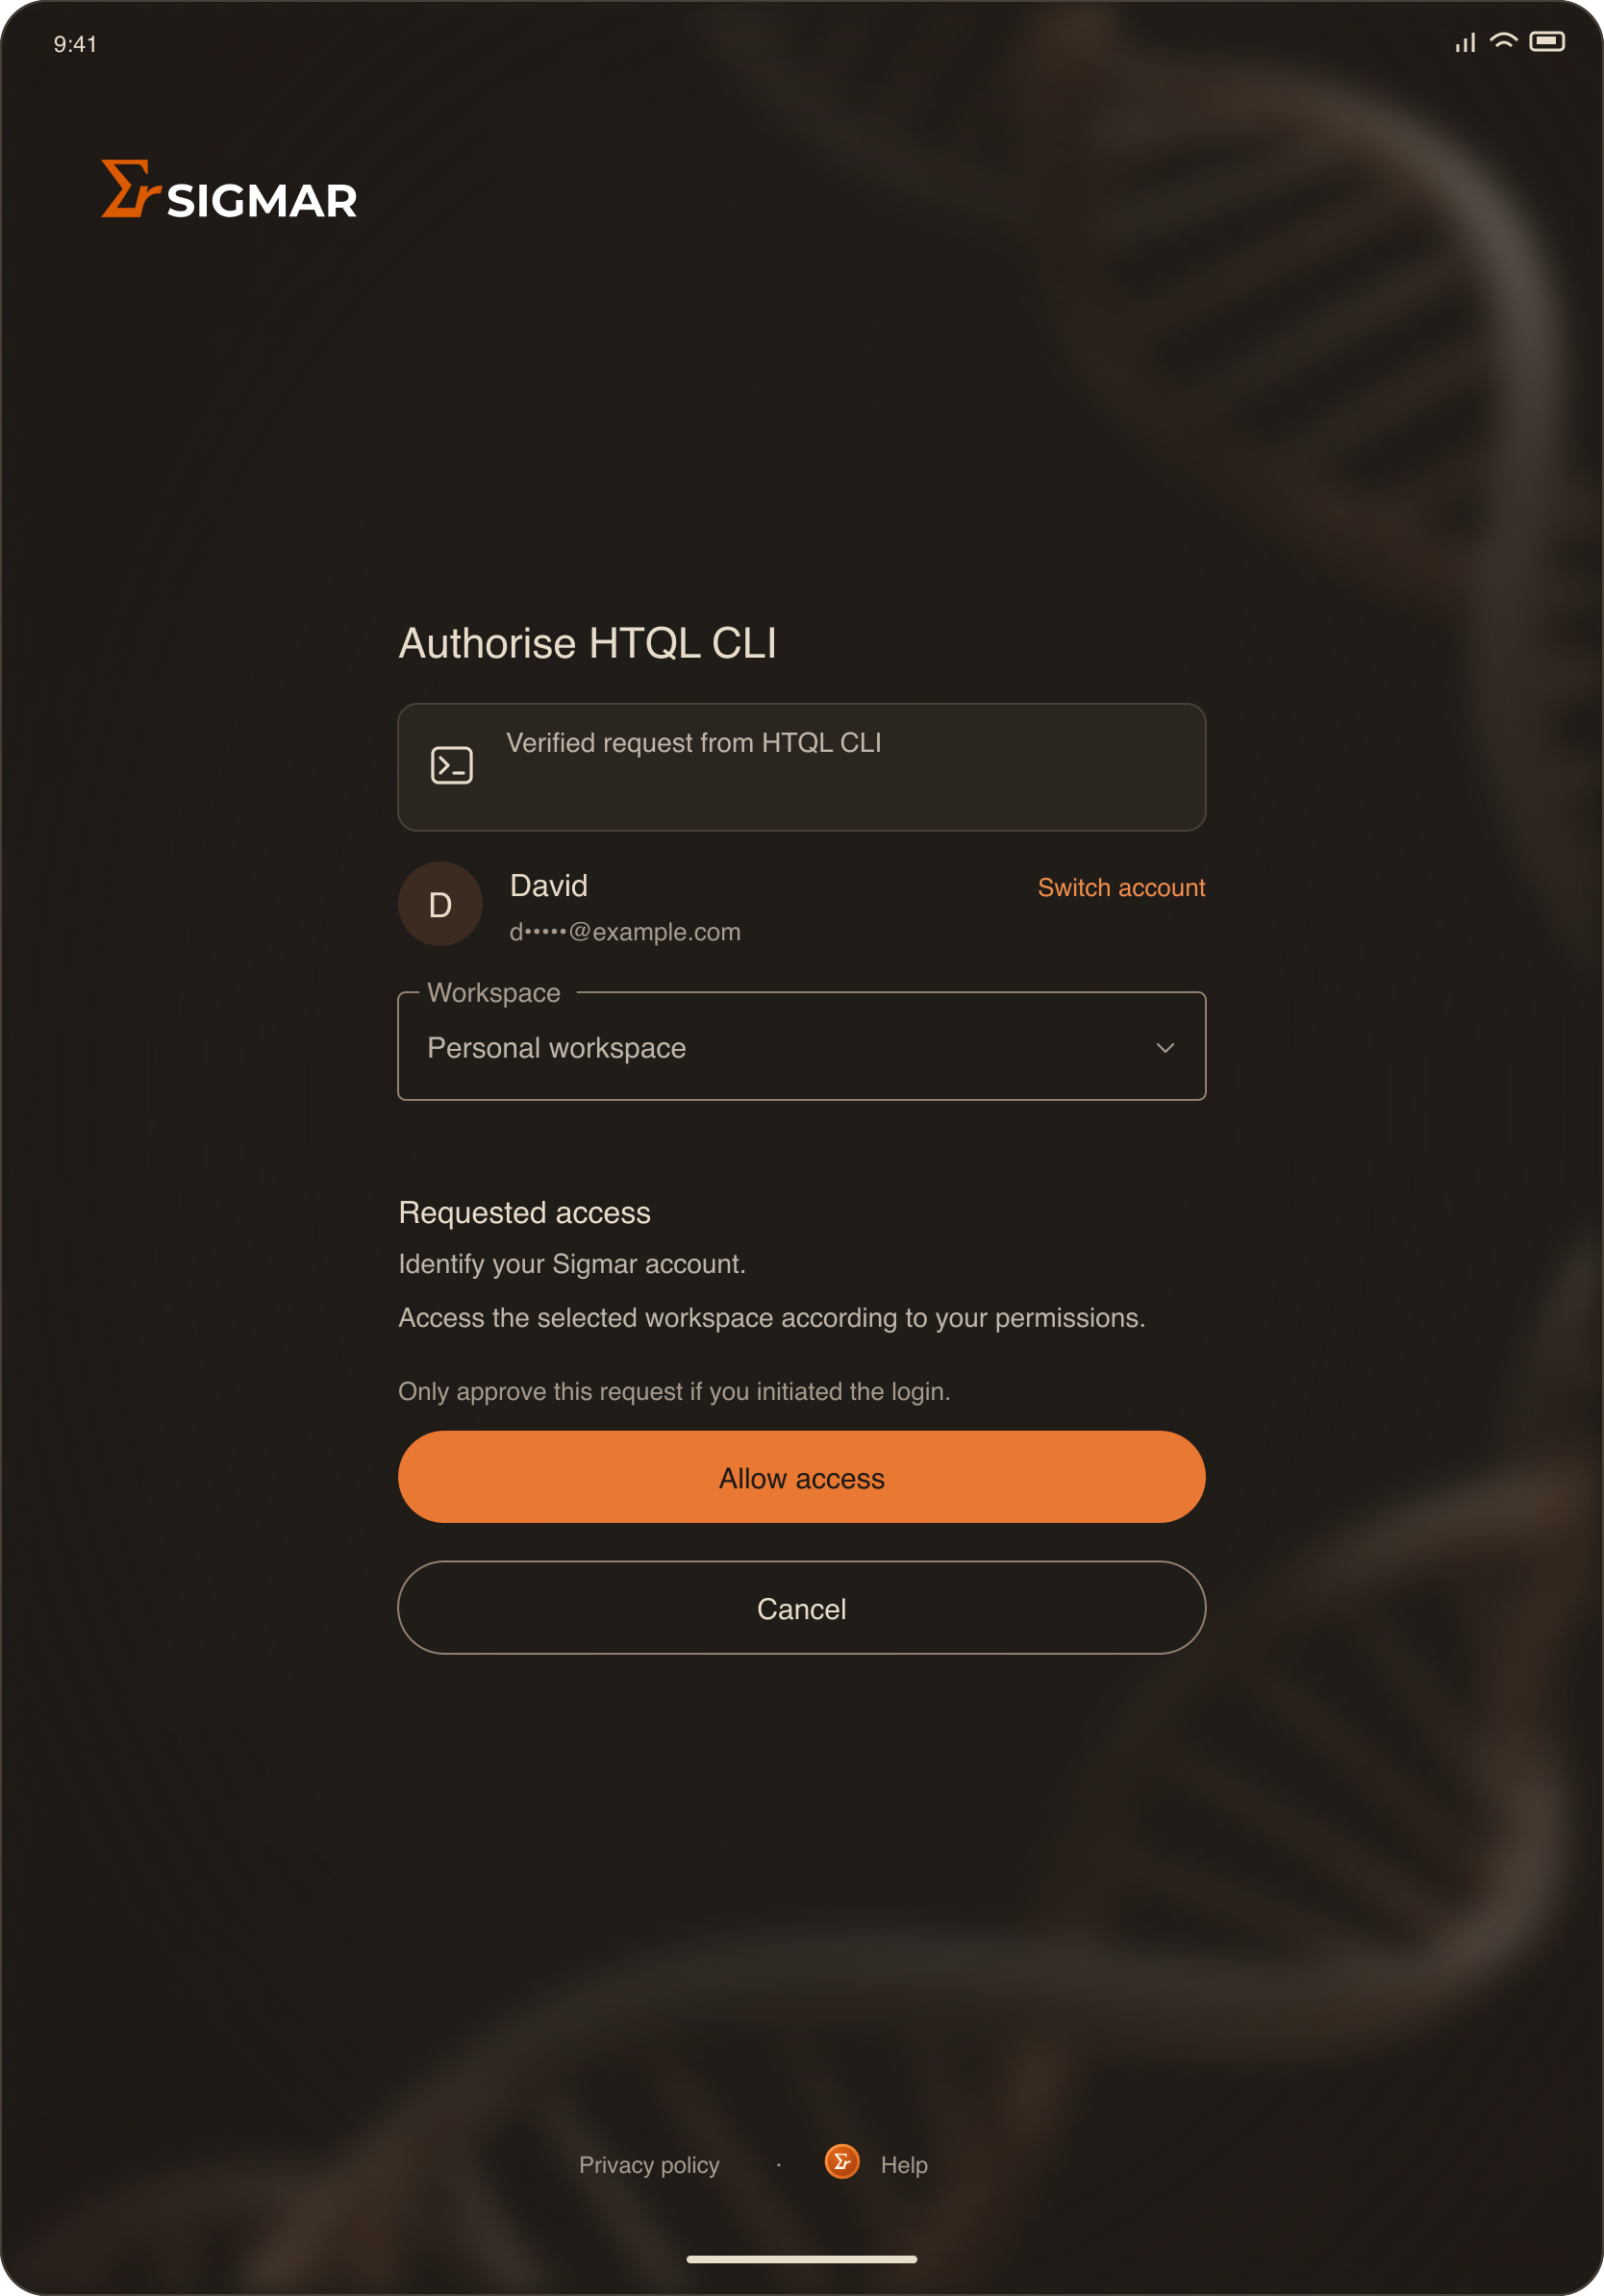 9:41
SIGMAR
Authorise HTQL CLI
Verified request from HTQL CLI
D
David
Switch account
d•••••@example.com
Workspace
Personal workspace
Requested access
Identify your Sigmar account.
Access the selected workspace according to your permissions.
Only approve this request if you initiated the login.
Allow access
Cancel
Privacy policy · Help